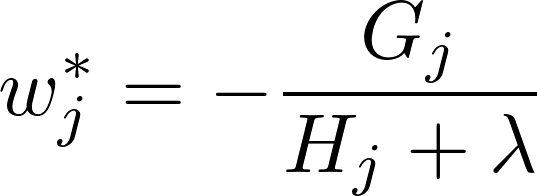 w_j^* = -\frac{G_j}{H_j + \lambda}